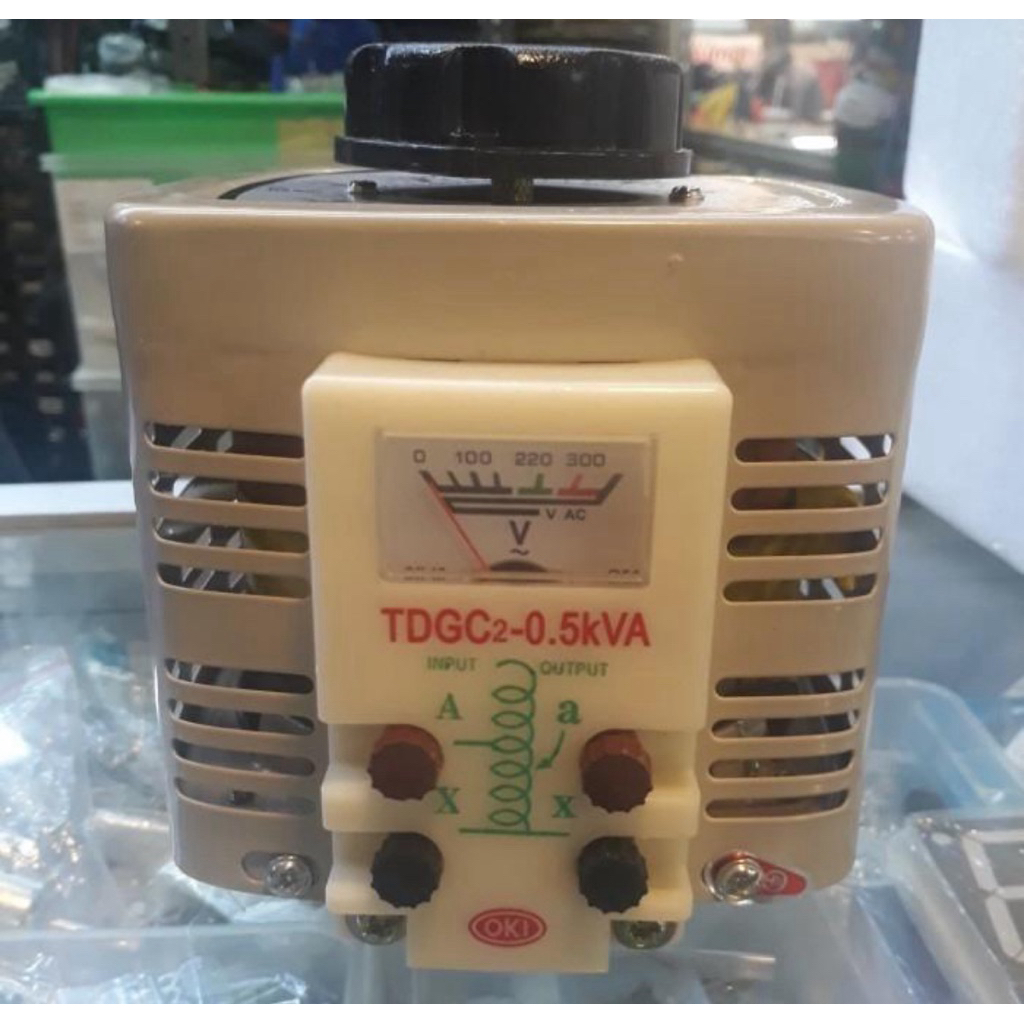 0 100 220 300
V AC
V
~
TDGC2-0.5kVA
INPUT OUTPUT
A a
X x
OKI